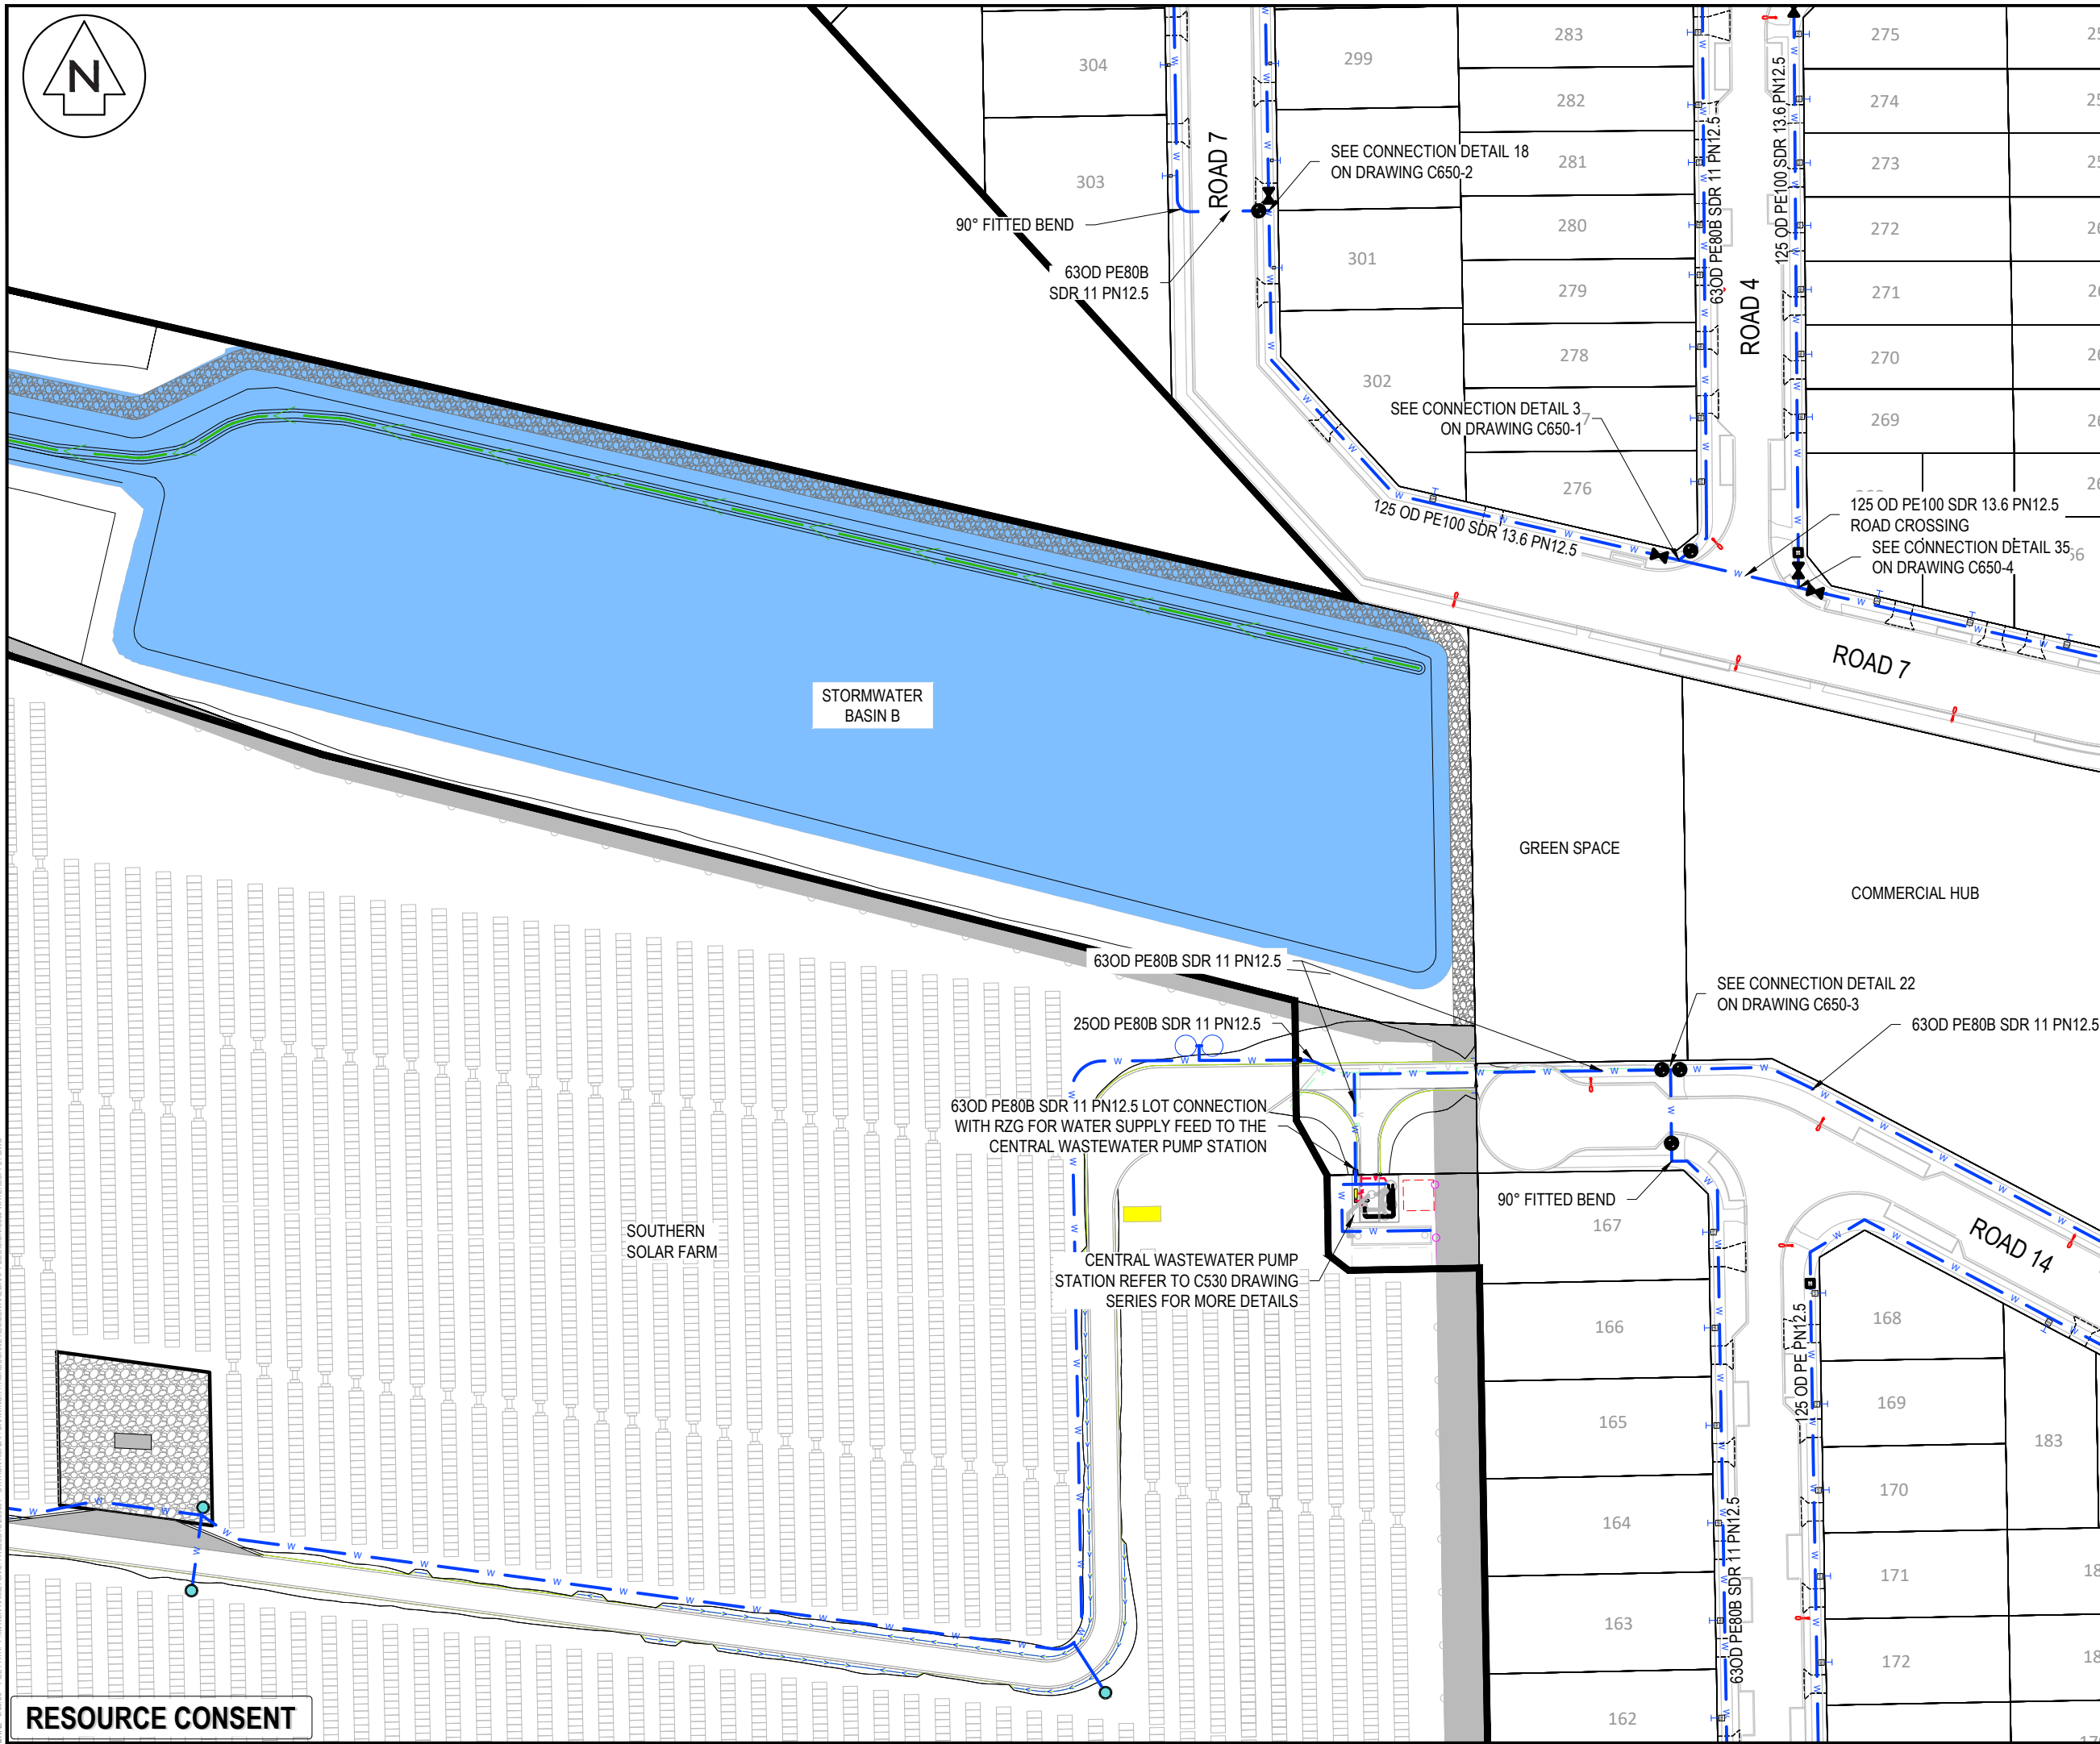 N
304
303
299
301
302
283
282
281
280
279
278
276
275
274
273
272
271
270
269
ROAD 7
SEE CONNECTION DETAIL 18
ON DRAWING C650-2
90° FITTED BEND
63OD PE80B
SDR 11 PN12.5
63OD PE80B SDR 11 PN12.5
125 OD PE100 SDR 13.6 PN12.5
ROAD 4
SEE CONNECTION DETAIL 3
ON DRAWING C650-1
125 OD PE100 SDR 13.6 PN12.5
125 OD PE100 SDR 13.6 PN12.5
ROAD CROSSING
SEE CONNECTION DETAIL 35
ON DRAWING C650-4
ROAD 7
STORMWATER
BASIN B
GREEN SPACE
COMMERCIAL HUB
63OD PE80B SDR 11 PN12.5
25OD PE80B SDR 11 PN12.5
SEE CONNECTION DETAIL 22
ON DRAWING C650-3
63OD PE80B SDR 11 PN12.5
63OD PE80B SDR 11 PN12.5 LOT CONNECTION
WITH RZG FOR WATER SUPPLY FEED TO THE
CENTRAL WASTEWATER PUMP STATION
90° FITTED BEND
SOUTHERN
SOLAR FARM
CENTRAL WASTEWATER PUMP
STATION REFER TO C530 DRAWING
SERIES FOR MORE DETAILS
ROAD 14
125 OD PE PN12.5
63OD PE80B SDR 11 PN12.5
167
166
165
164
163
162
168
169
170
171
172
183
RESOURCE CONSENT